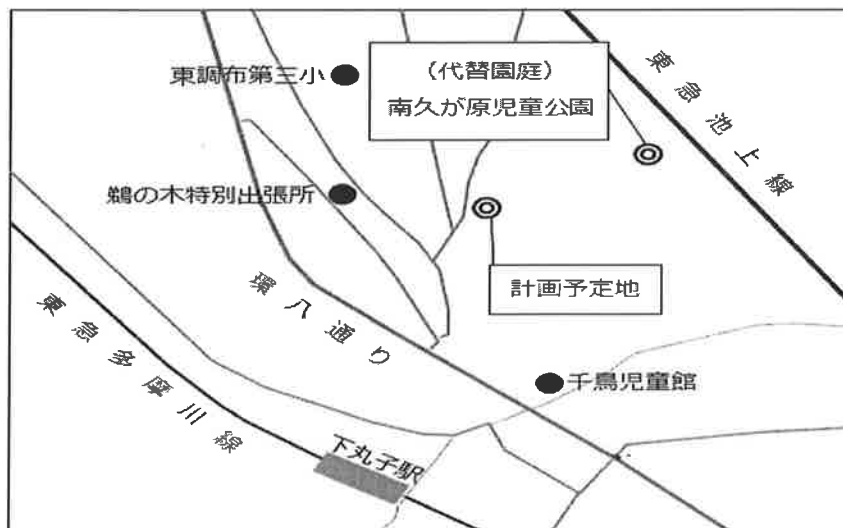 東調布第三小
（代替園庭）
南久が原児童公園
東急池上線
鵜の木特別出張所
計画予定地
環八通り
東急多摩川線
千鳥児童館
下丸子駅